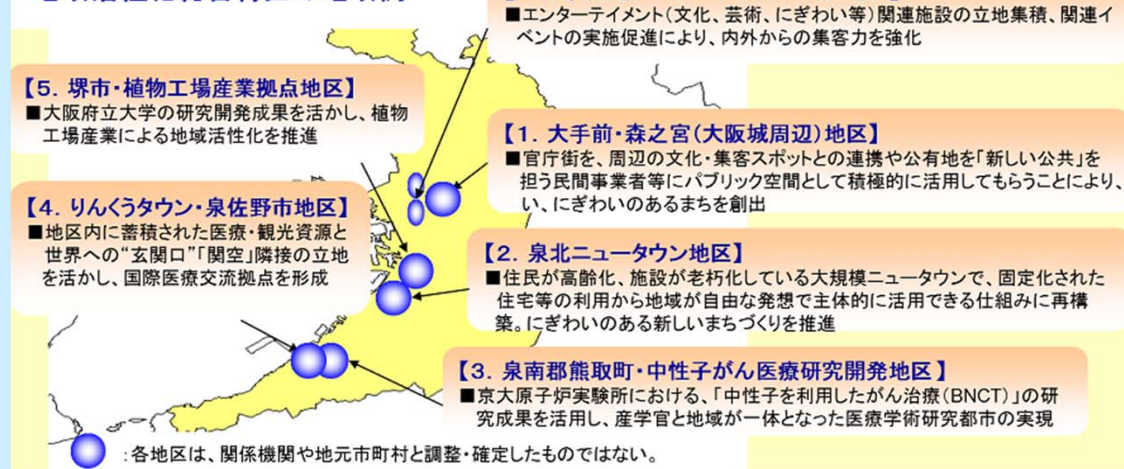 ■エンターテイメント(文化、芸術、にぎわい等)関連施設の立地集積、関連イ
ベントの実施促進により、内外からの集客力を強化
【5. 堺市・植物工場産業拠点地区】
■大阪府立大学の研究開発成果を活かし、植物
工場産業による地域活性化を推進
【1. 大手前・森之宮(大阪城周辺)地区】
■官庁街を、周辺の文化・集客スポットとの連携や公有地を「新しい公共」を
担う民間事業者等にパブリック空間として積極的に活用してもらうことにより、
い、にぎわいのあるまちを創出
【4. りんくうタウン・泉佐野市地区】
■地区内に蓄積された医療・観光資源と
世界への“玄関口”「関空」隣接の立地
を活かし、国際医療交流拠点を形成
【2. 泉北ニュータウン地区】
■住民が高齢化、施設が老朽化している大規模ニュータウンで、固定化された
住宅等の利用から地域が自由な発想で主体的に活用できる仕組みに再構
築。にぎわいのある新しいまちづくりを推進
【3. 泉南郡熊取町・中性子がん医療研究開発地区】
■京大原子炉実験所における、「中性子を利用したがん治療(BNCT)」の研
究成果を活用し、産学官と地域が一体となった医療学術研究都市の実現
:各地区は、関係機関や地元市町村と調整・確定したものではない。